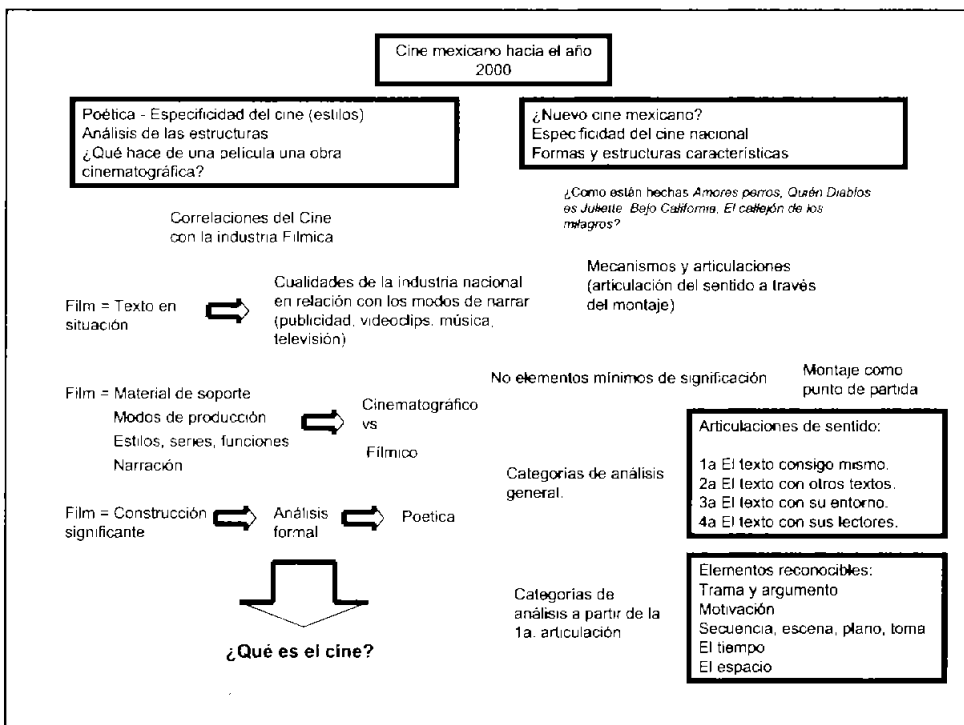 Cine mexicano hacia el año
2000
Poética - Especificidad del cine (estilos)
Análisis de las estructuras
¿Qué hace de una película una obra
cinematográfica?
¿Nuevo cine mexicano?
Especificidad del cine nacional
Formas y estructuras características
¿Como están hechas Amores perros, Quién Diablos
es Juliette Bajo California, El callejón de los
milagros?
Correlaciones del Cine
con la industria Fílmica
Mecanismos y articulaciones
(articulación del sentido a través
del montaje)
Film = Texto en
situación
Cualidades de la industria nacional
en relación con los modos de narrar
(publicidad, videoclips, música,
televisión)
No elementos mínimos de significación
Montaje como
punto de partida
Film = Material de soporte
Modos de producción
Estilos, series, funciones
Narración
Cinematográfico
vs
Fílmico
Categorías de análisis
general.
Articulaciones de sentido:
1a El texto consigo mismo.
2a El texto con otros textos.
3a El texto con su entorno.
4a El texto con sus lectores.
Film = Construcción
significante
Análisis
formal
Poetica
Categorías de
análisis a partir de la
1a. articulación
Elementos reconocibles:
Trama y argumento
Motivación
Secuencia, escena, plano, toma
El tiempo
El espacio
¿Qué es el cine?